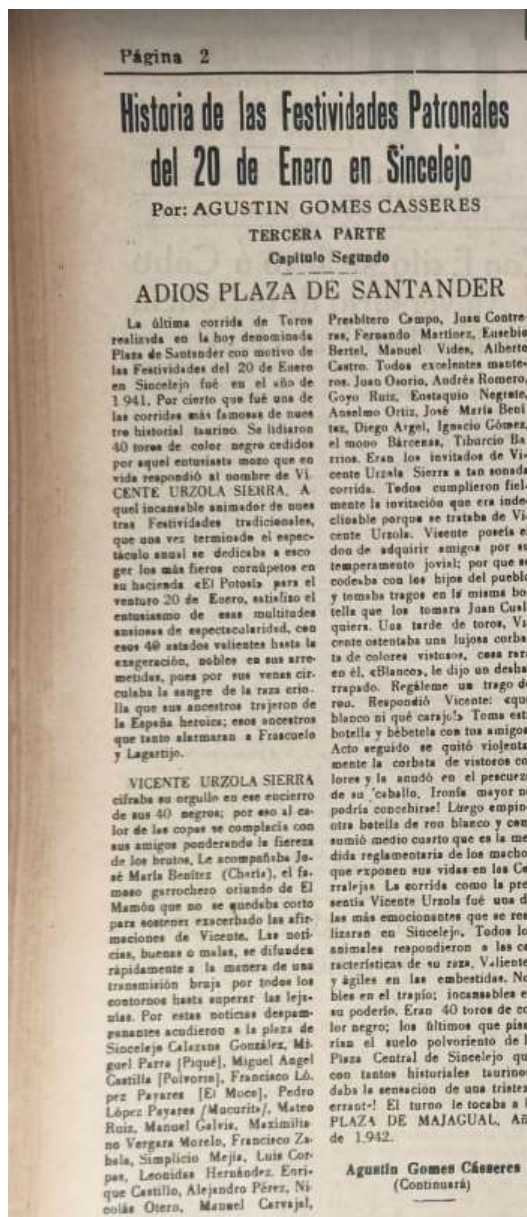 Página 2
Historia de las Festividades Patronales
del 20 de Enero en Sincelejo
Por: AGUSTIN GOMES CASSERES
TERCERA PARTE
Capítulo Segundo
ADIOS PLAZA DE SANTANDER
La última corrida de Toros
realizada en la hoy denominada
Plaza de Santander con motivo de
las Festividades del 20 de Enero
en Sincelejo fué en el año de
1.941. Por cierto que fué una de
las corridas más famosas de nues
tro historial taurino. Se lidiaron
40 toros de color negro cedidos
por aquel entusiasta mozo que en
vida respondió al nombre de VI
CENTE URZOLA SIERRA. A
quel incansable animador de nues
tras Festividades tradicionales,
que una vez terminado el espec-
táculo anual se dedicaba a esco
ger los más fieros cornúpetos en
su hacienda «El Potosí» para el
venturo 20 de Enero, satisfizo el
entusiasmo de esas multitudes
ansiosas de espectacularidad, con
esos 40 astados valientes hasta la
exageración, nobles en sus arre-
metidas, pues por sus venas cir-
culaba la sangre de la raza crio-
lla que sus ancestros trajeron de
la España heroica; esos ancestros
que tanto alarmaran a Frascuelo
y Lagartijo.
VICENTE URZOLA SIERRA
cifraba su orgullo en ese encierro
de sus 40 negros; por eso al ca-
lor de las copas se complacía con
sus amigos ponderando la fiereza
de los brutos. Le acompañaba Jo-
sé María Benítez (Charía), el fa-
moso garrochero oriundo de El
Mamón que no se quedaba corto
para sostener exacerbado las afir-
maciones de Vicente. Las noti-
cias, buenas o malas, se difunden
rápidamente a la manera de una
transmisión bruja por todos los
contornos hasta superar las leja-
nías. Por estas noticias despam-
panantes acudieron a la plaza de
Sincelejo Calazans González, Mi-
guel Parra [Piqué], Miguel Angel
Castilla [Polvorín], Francisco Ló-
pez Payares [El Moco], Pedro
López Payares /Mucurita/, Mateo
Ruiz, Manuel Galvis, Maximilia
no Vergara Morelo, Francisco Za-
bala, Simplicio Mejía, Luis Cor-
pas, Leonidas Hernández. Enri-
que Castillo, Alejandro Pérez, Ni-
colás Otero, Manuel Carvajal,
Presbítero Campo, Juan Contre-
ras, Fernando Martínez, Eusebio
Bertel, Manuel Vides, Alberto
Castro. Todos excelentes mante-
ros. Juan Osorio, Andrés Romero,
Goyo Ruiz, Eustaquio Negrete,
Anselmo Ortiz, José María Bení
tez, Diego Argel, Ignacio Gómez,
el mono Bárcenas, Tiburcio Ba
rrios. Eran los invitados de Vi-
cente Urzola Sierra a tan sonada
corrida. Todos cumplieron fiel-
mente la invitación que era inde-
clinable porque se trataba de Vi-
cente Urzola. Vicente poseía el
don de adquirir amigos por su
temperamento jovial; por que se
codeaba con los hijos del pueblo
y tomaba tragos en la misma bo-
tella que los tomara Juan Cual
quiera. Una tarde de toros, Vi
cente ostentaba una lujosa corba-
ta de colores vistosos, cosa rara
en él. «Blanco», le dijo un desha
rrapado. Regáleme un trago de
ron. Respondió Vicente: «qué
blanco ni qué carajo!» Toma esta
botella y bébetela con tus amigos.
Acto seguido se quitó violenta
mente la corbata de vistosos co
lores y la anudó en el pescuezo
de su caballo. Ironía mayor no
podría concebirse! Luego empinó
otra botella de ron blanco y con
sumió medio cuarto que es la me
dida reglamentaria de los machos
que exponen sus vidas en las Co
rralejas La corrida como la pre
sentía Vicente Urzola fué una de
las más emocionantes que se rea
lizaran en Sincelejo. Todos los
animales respondieron a las ca
racterísticas de su raza. Valientes
y ágiles en las embestidas. No
bles en el trapío; incansables en
su poderío. Eran 40 toros de co
lor negro; los últimos que pisa
rían el suelo polvoriento de la
Plaza Central de Sincelejo que
con tantos historiales taurinos
daba la sensación de una tristeza
errante! El turno le tocaba a la
PLAZA DE MAJAGUAL, Año
de 1.942.
Agustín Gomes Cásseres
(Continuará)